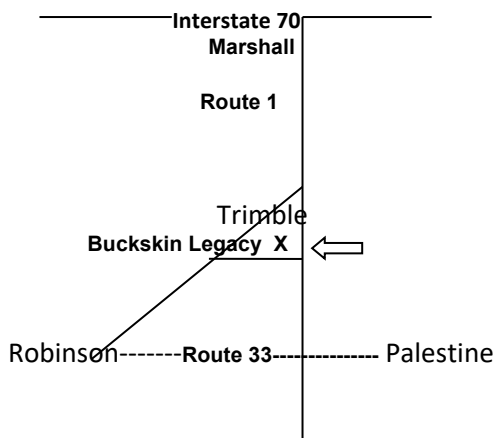 Interstate 70
Marshall
Route 1
Trimble
Buckskin Legacy X
Robinson-------Route 33--------------- Palestine